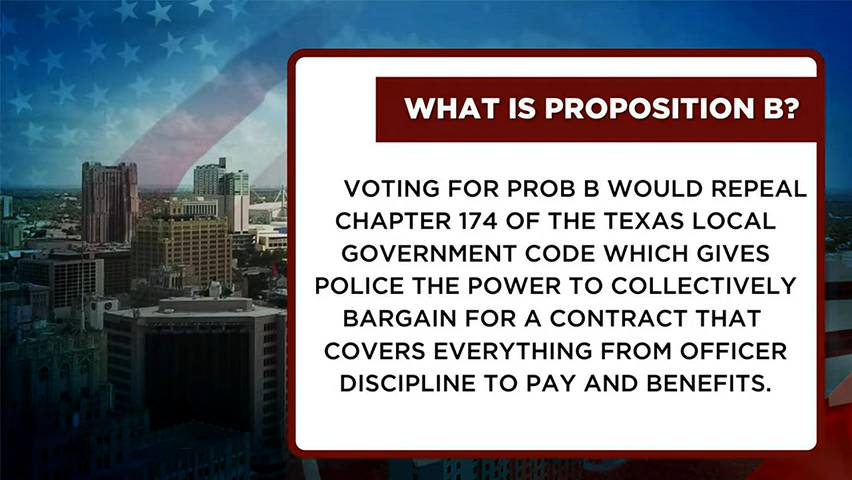 WHAT IS PROPOSITION B?
VOTING FOR PROB B WOULD REPEAL
CHAPTER 174 OF THE TEXAS LOCAL
GOVERNMENT CODE WHICH GIVES
POLICE THE POWER TO COLLECTIVELY
BARGAIN FOR A CONTRACT THAT
COVERS EVERYTHING FROM OFFICER
DISCIPLINE TO PAY AND BENEFITS.